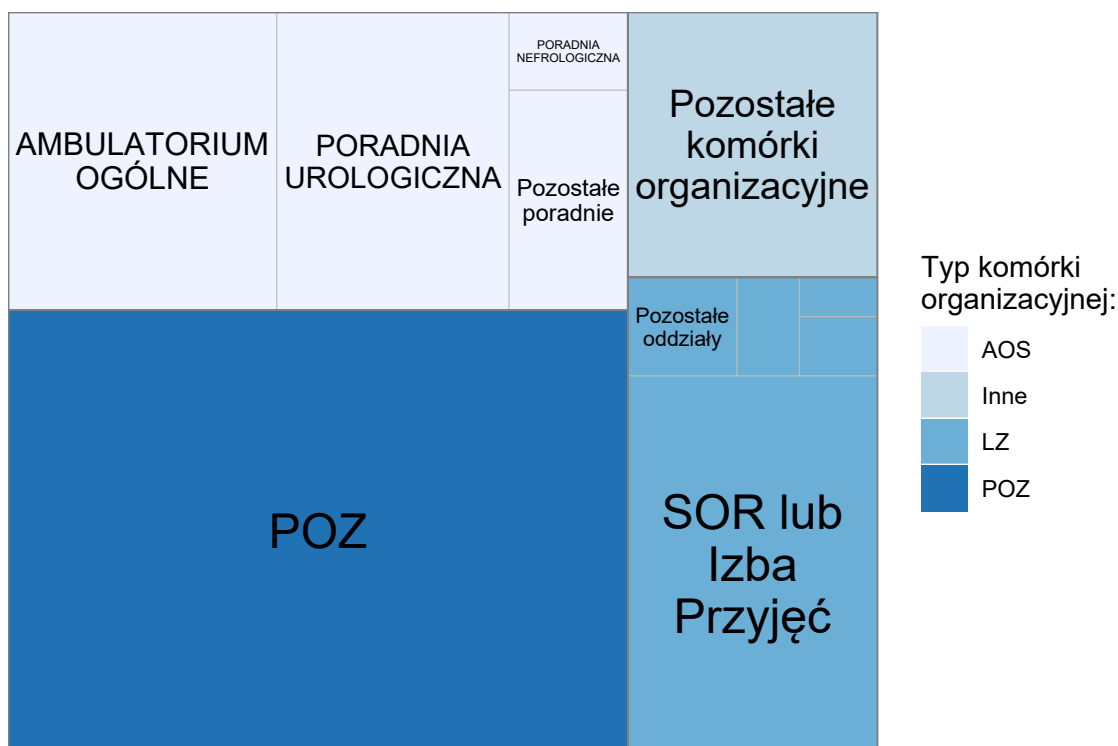 PORADNIA
NEFROLOGICZNA
AMBULATORIUM
OGÓLNE
PORADNIA
UROLOGICZNA
Pozostałe
poradnie
Pozostałe
komórki
organizacyjne
Pozostałe
oddziały
POZ
SOR lub
Izba
Przyjęć
Typ komórki
organizacyjnej:
AOS
Inne
LZ
POZ